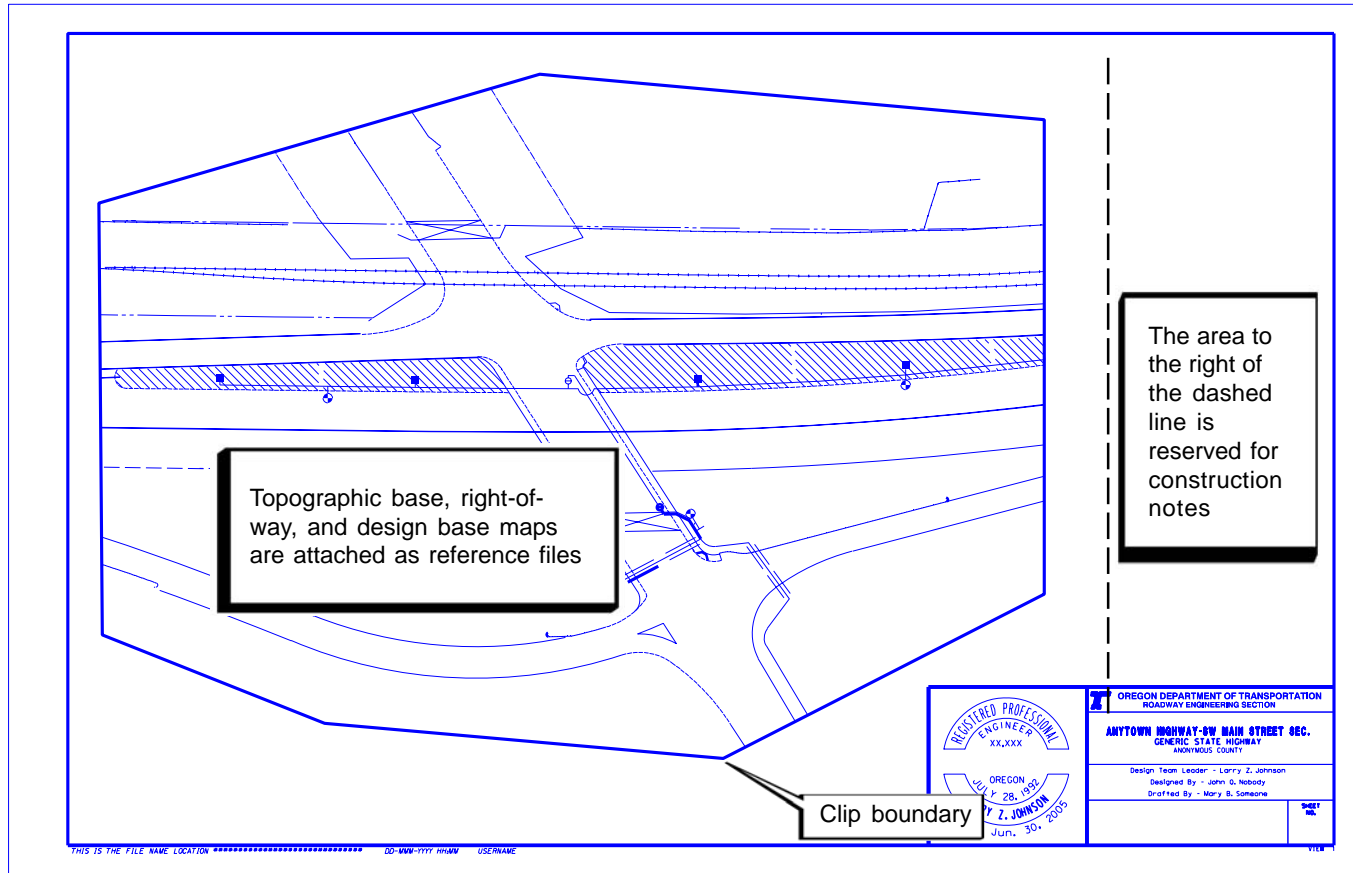 The area to
the right of
the dashed
line is
reserved for
construction
notes
Topographic base, right-of-
way, and design base maps
are attached as reference files
Clip boundary
REGISTERED PROFESSIONAL
ENGINEER
XX,XXX
OREGON
JULY 28, 1992
Z. JOHNSON
Jun. 30, 2005
OREGON DEPARTMENT OF TRANSPORTATION
ROADWAY ENGINEERING SECTION
ANYTOWN HIGHWAY-SW MAIN STREET SEC.
GENERIC STATE HIGHWAY
ANONYMOUS COUNTY
Design Team Leader - Larry Z. Johnson
Designed By - John Q. Nobody
Drafted By - Mary B. Someone
SHEET
NO.
THIS IS THE FILE NAME LOCATION ****************************** DD-MMM-YYYY HH:MM USERNAME
VIEW 1